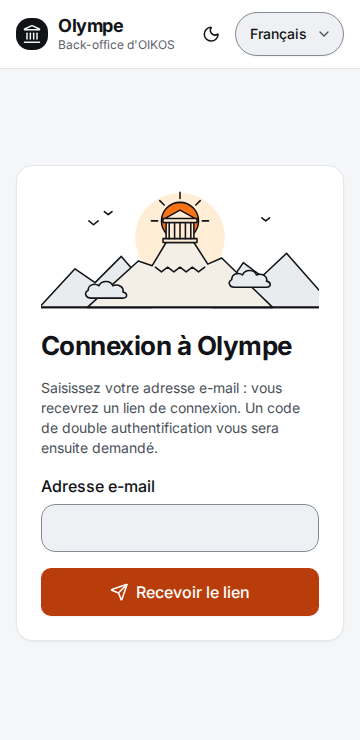 Olympe
Back-office d'OIKOS
Français
Connexion à Olympe
Saisissez votre adresse e-mail : vous
recevrez un lien de connexion. Un code
de double authentification vous sera
ensuite demandé.
Adresse e-mail
Recevoir le lien